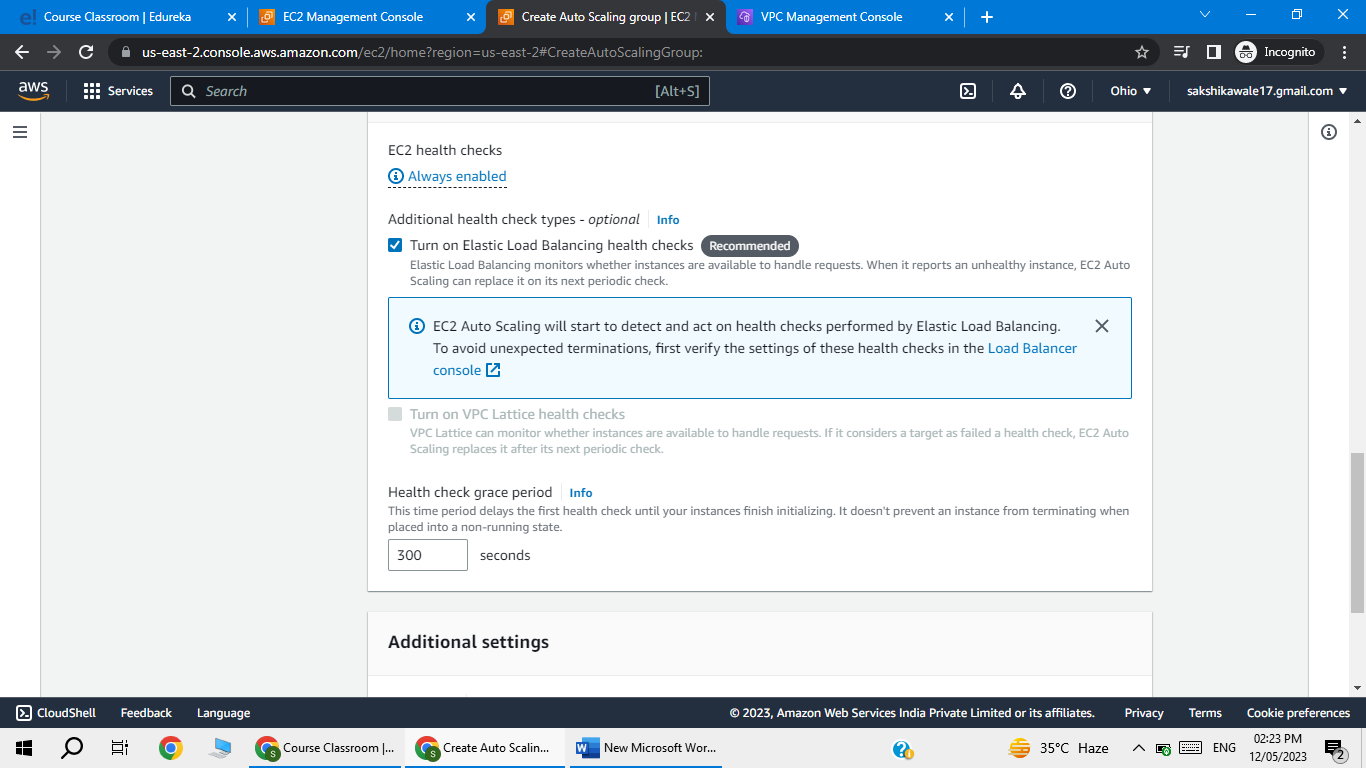 Course Classroom | Edureka
EC2 Management Console
Create Auto Scaling group | EC2
VPC Management Console
us-east-2.console.aws.amazon.com/ec2/home?region=us-east-2#CreateAutoScalingGroup:
Incognito
aws
Services
Search
[Alt+S]
Ohio
sakshikawale17.gmail.com
EC2 health checks
Always enabled
Additional health check types - optional Info
Turn on Elastic Load Balancing health checks Recommended
Elastic Load Balancing monitors whether instances are available to handle requests. When it reports an unhealthy instance, EC2 Auto
Scaling can replace it on its next periodic check.
EC2 Auto Scaling will start to detect and act on health checks performed by Elastic Load Balancing.
To avoid unexpected terminations, first verify the settings of these health checks in the Load Balancer
console
Turn on VPC Lattice health checks
VPC Lattice can monitor whether instances are available to handle requests. If it considers a target as failed a health check, EC2 Auto
Scaling replaces it after its next periodic check.
Health check grace period Info
This time period delays the first health check until your instances finish initializing. It doesn't prevent an instance from terminating when
placed into a non-running state.
300 seconds
Additional settings
CloudShell
Feedback
Language
© 2023, Amazon Web Services India Private Limited or its affiliates.
Privacy
Terms
Cookie preferences
Course Classroom |...
Create Auto Scalin...
New Microsoft Wor...
35°C Haze
ENG
02:23 PM
12/05/2023
2